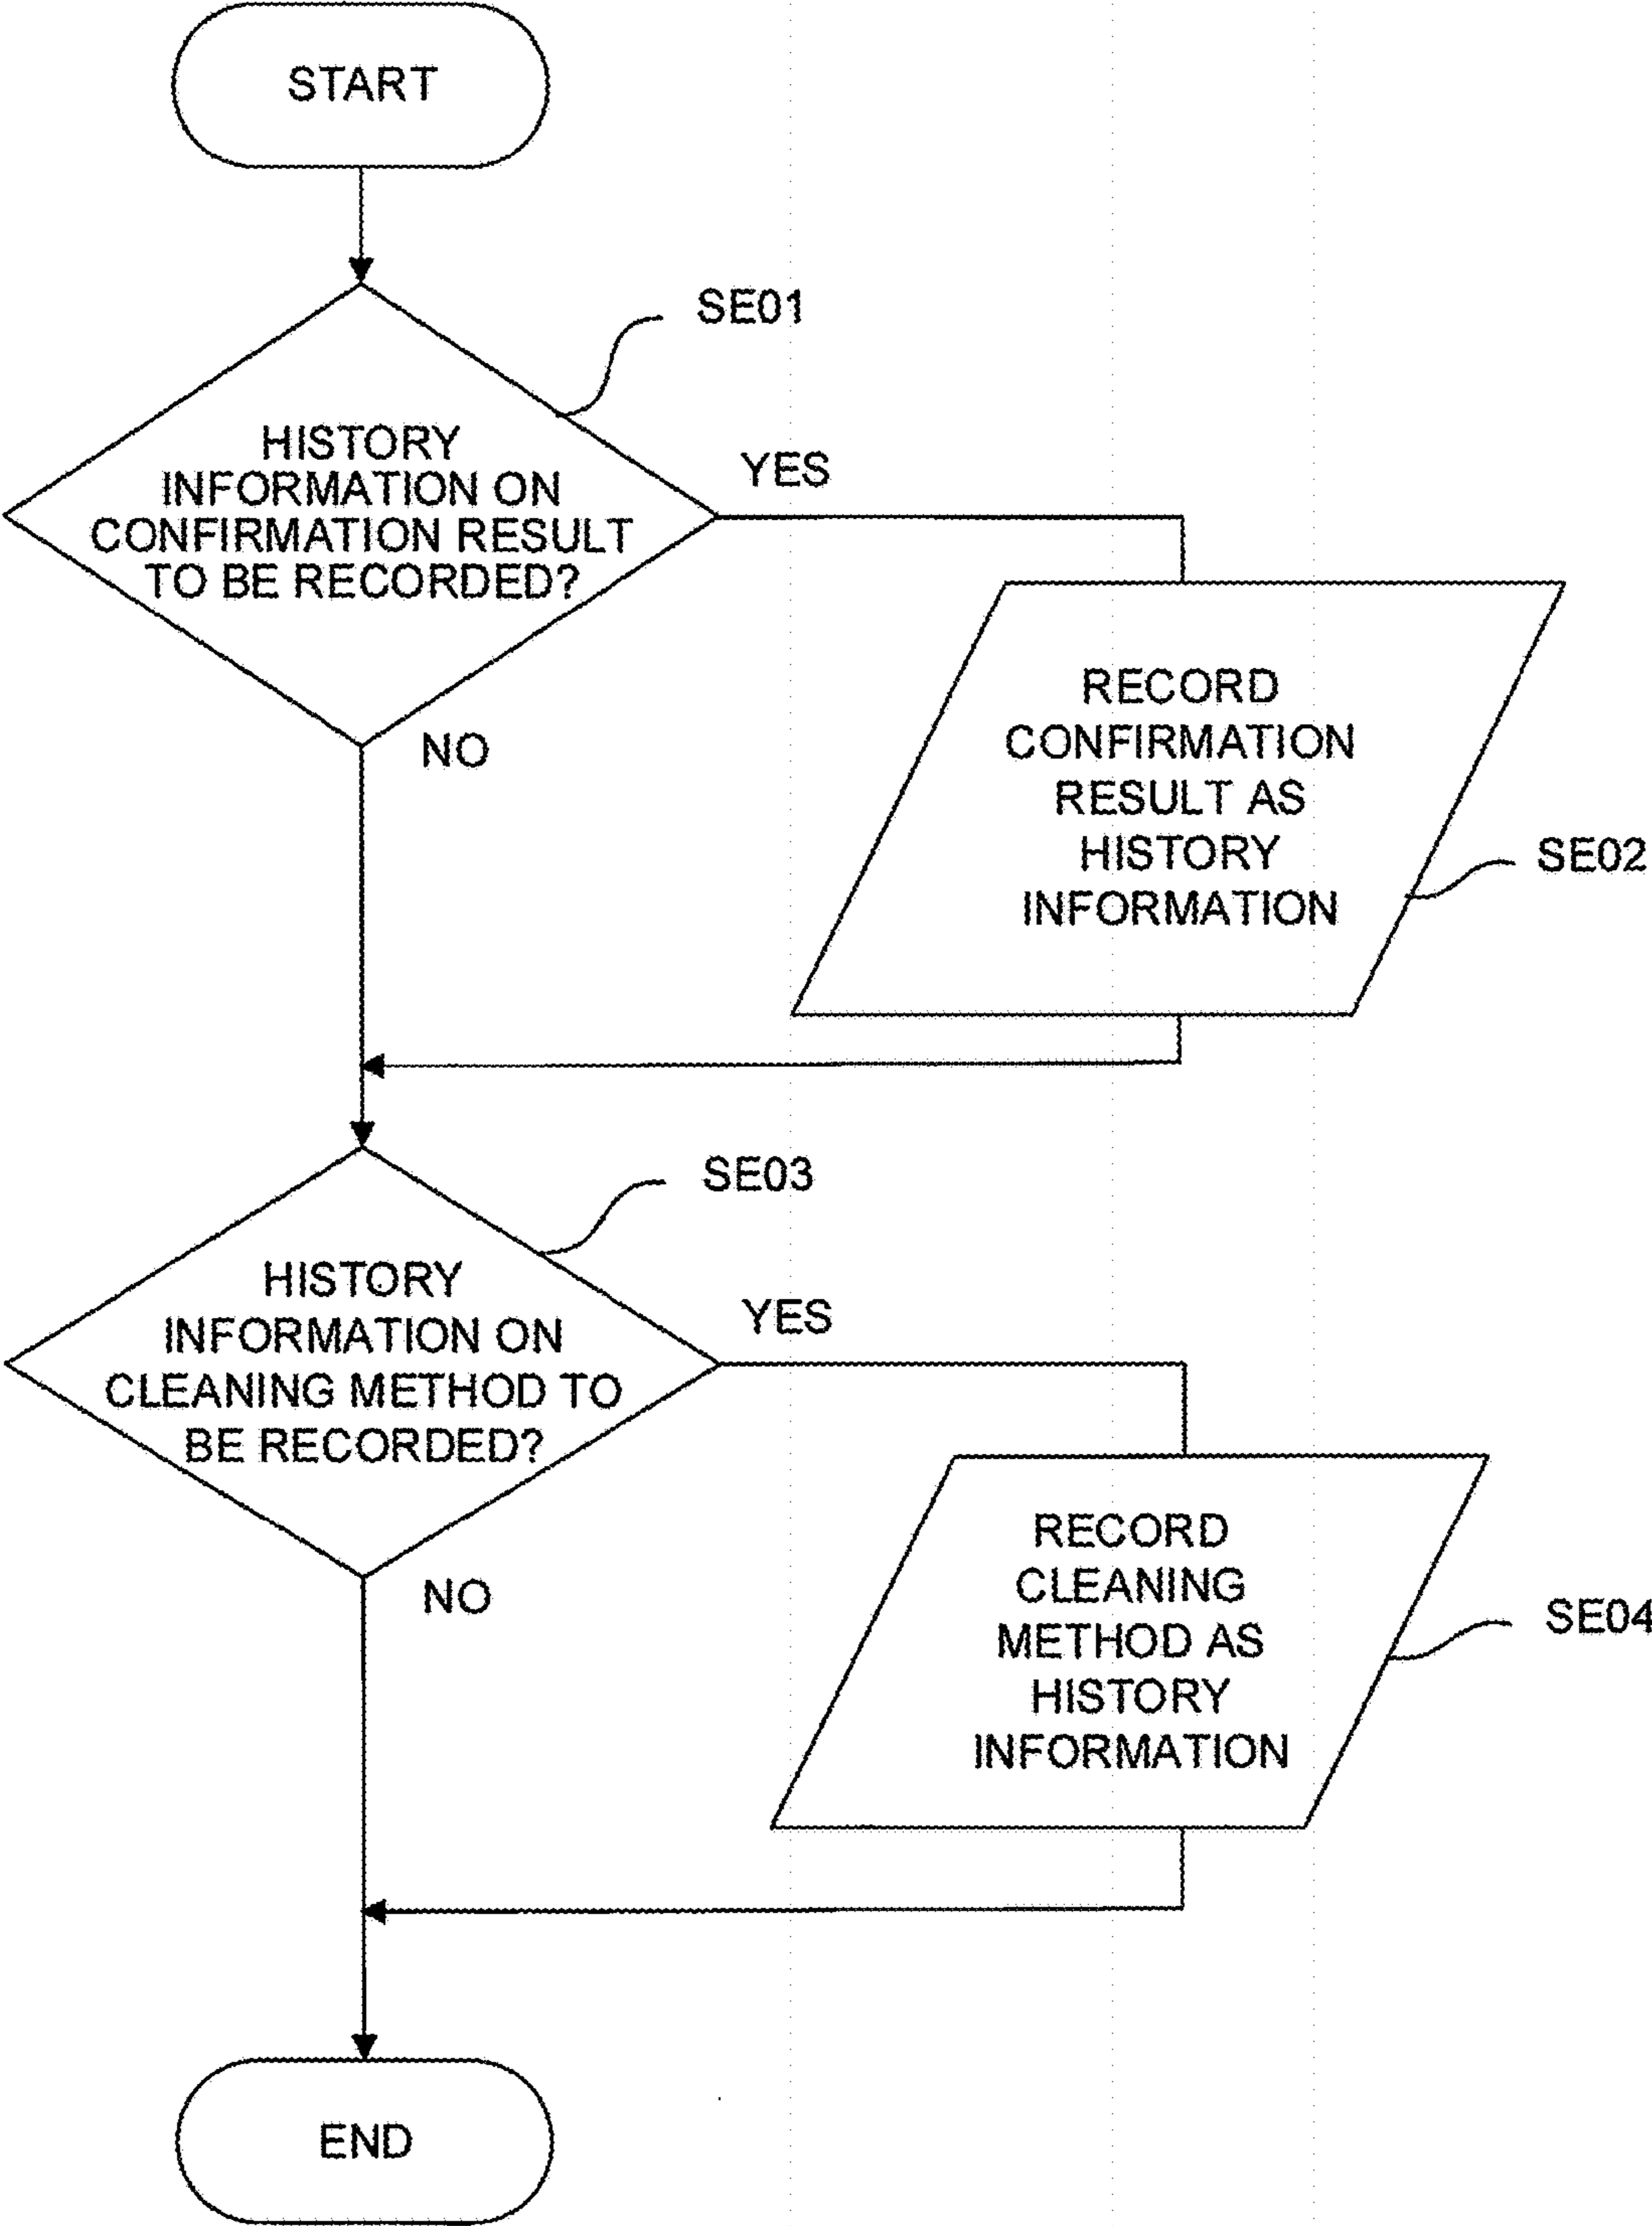 START
SE01
HISTORY
INFORMATION ON
CONFIRMATION RESULT
TO BE RECORDED?
YES
NO
RECORD
CONFIRMATION
RESULT AS
HISTORY
INFORMATION
SE02
SE03
HISTORY
INFORMATION ON
CLEANING METHOD TO
BE RECORDED?
YES
NO
RECORD
CLEANING
METHOD AS
HISTORY
INFORMATION
SE04
END